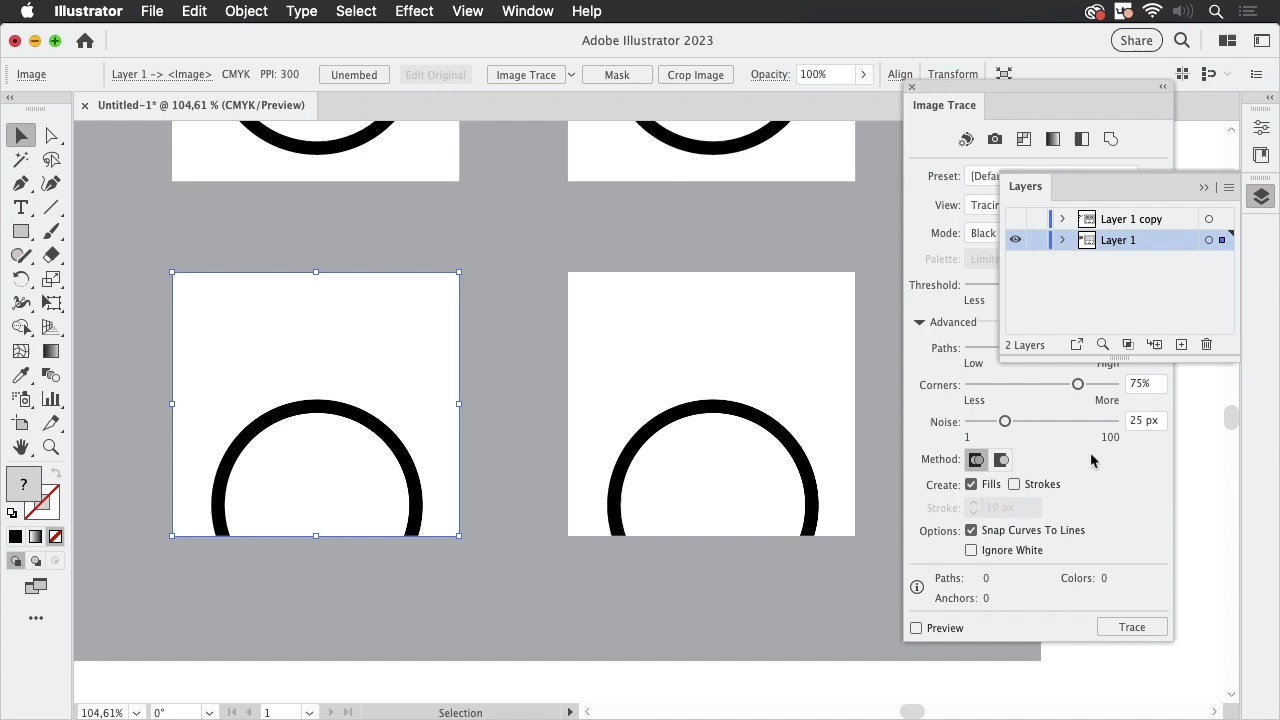 Illustrator File Edit Object Type Select Effect View Window Help
Adobe Illustrator 2023
Share
Image Layer 1 -> <Image> CMYK PPI: 300 Unembed Edit Original Image Trace Mask Crop Image Opacity: 100% Align Transform
Untitled-1* @ 104,61 % (CMYK/Preview)
Image Trace
Preset: [Defau
Layers
View: Tracin
Layer 1 copy
Mode: Black
Layer 1
Palette: Limite
Threshold:
Less
Advanced
2 Layers
Paths:
Low High
Corners: 75%
Less More
Noise: 25 px
1 100
Method:
?
Create: Fills Strokes
Stroke: 10 px
Options: Snap Curves To Lines
Ignore White
Paths: 0 Colors: 0
Anchors: 0
Preview Trace
104,61% 0° 1 Selection